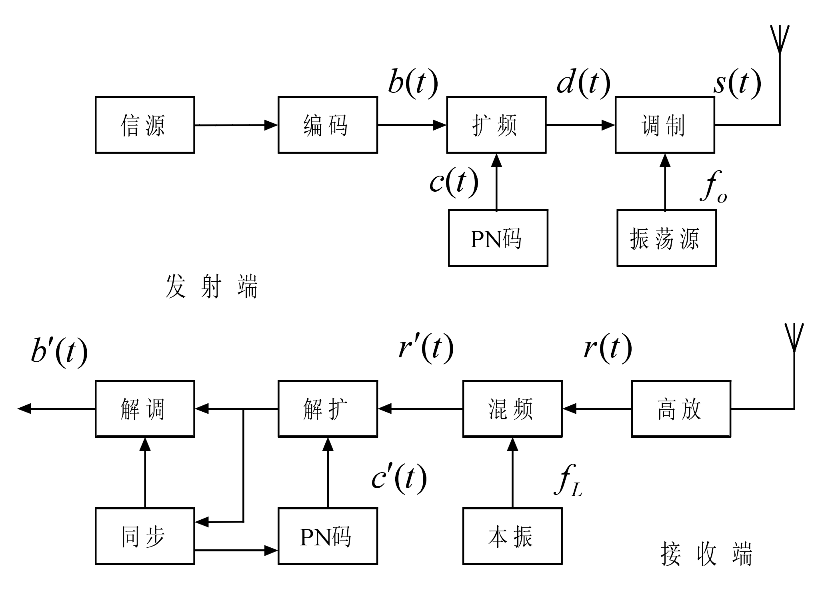 b(t) d(t) s(t)
信源 编码 扩频 调制
c(t) f_o
PN码 振荡源
发射端
b′(t) r′(t) r(t)
解调 解扩 混频 高放
c′(t) f_L
同步 PN码 本振
接收端